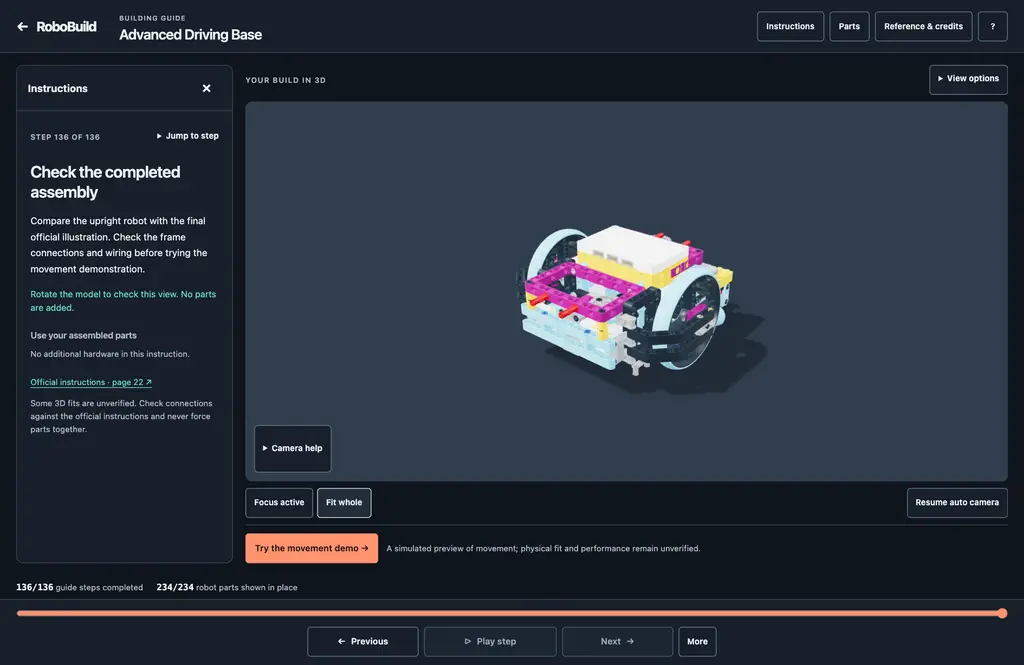 ← RoboBuild
BUILDING GUIDE
Advanced Driving Base
Instructions
Parts
Reference & credits
?
Instructions
×
STEP 136 OF 136
▸ Jump to step
Check the completed
assembly
Compare the upright robot with the final
official illustration. Check the frame
connections and wiring before trying the
movement demonstration.
Rotate the model to check this view. No parts
are added.
Use your assembled parts
No additional hardware in this instruction.
Official instructions · page 22 ↗
Some 3D fits are unverified. Check connections
against the official instructions and never force
parts together.
YOUR BUILD IN 3D
▸ View options
▸ Camera help
Focus active
Fit whole
Resume auto camera
Try the movement demo →
A simulated preview of movement; physical fit and performance remain unverified.
136/136 guide steps completed
234/234 robot parts shown in place
← Previous
▷ Play step
Next →
More